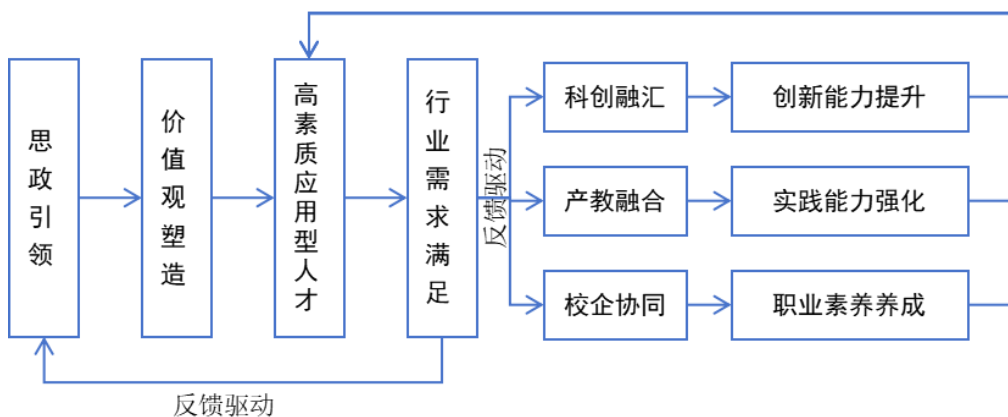 思政引领
价值观塑造
高素质应用型人才
行业需求满足
反馈驱动
科创融汇
创新能力提升
产教融合
实践能力强化
校企协同
职业素养养成
反馈驱动